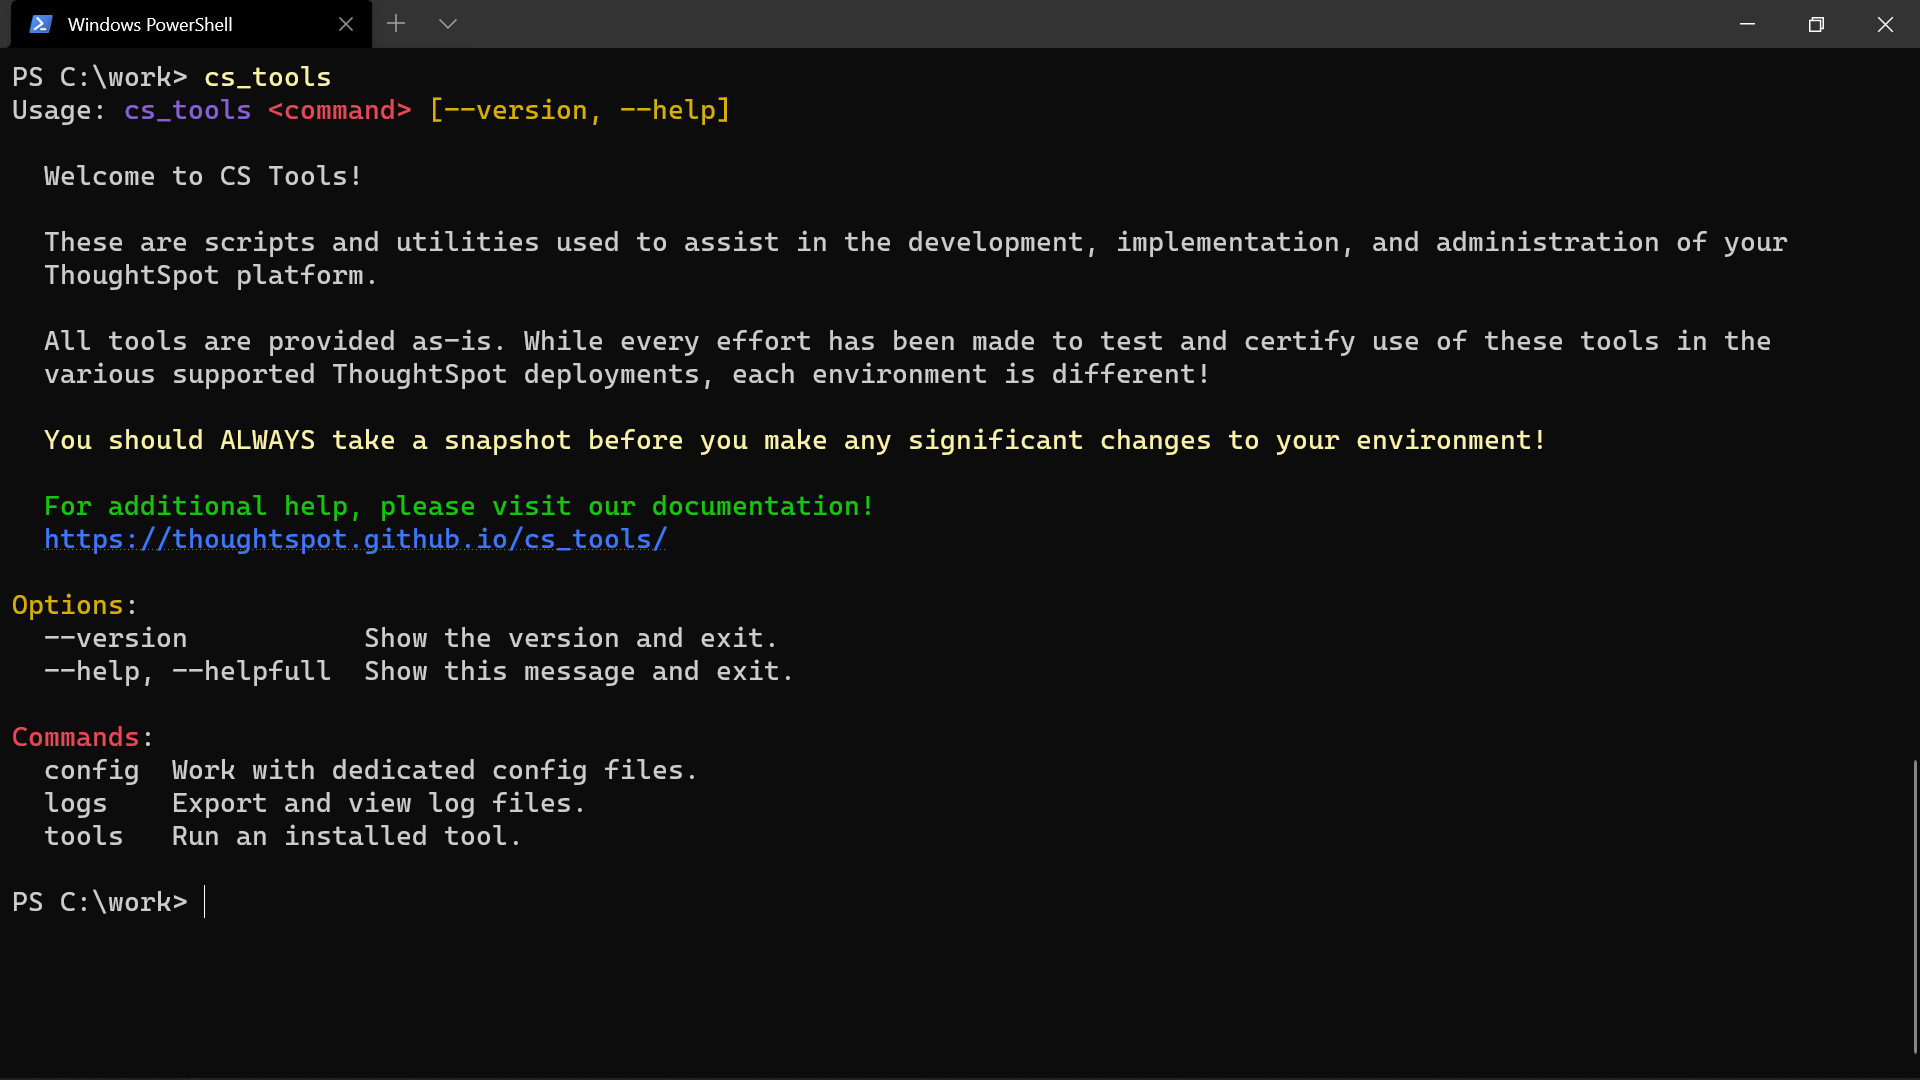 Windows PowerShell
PS C:\work> cs_tools
Usage: cs_tools <command> [--version, --help]
Welcome to CS Tools!
These are scripts and utilities used to assist in the development, implementation, and administration of your
ThoughtSpot platform.
All tools are provided as-is. While every effort has been made to test and certify use of these tools in the
various supported ThoughtSpot deployments, each environment is different!
You should ALWAYS take a snapshot before you make any significant changes to your environment!
For additional help, please visit our documentation!
https://thoughtspot.github.io/cs_tools/
Options:
--version Show the version and exit.
--help, --helpfull Show this message and exit.
Commands:
config Work with dedicated config files.
logs Export and view log files.
tools Run an installed tool.
PS C:\work>